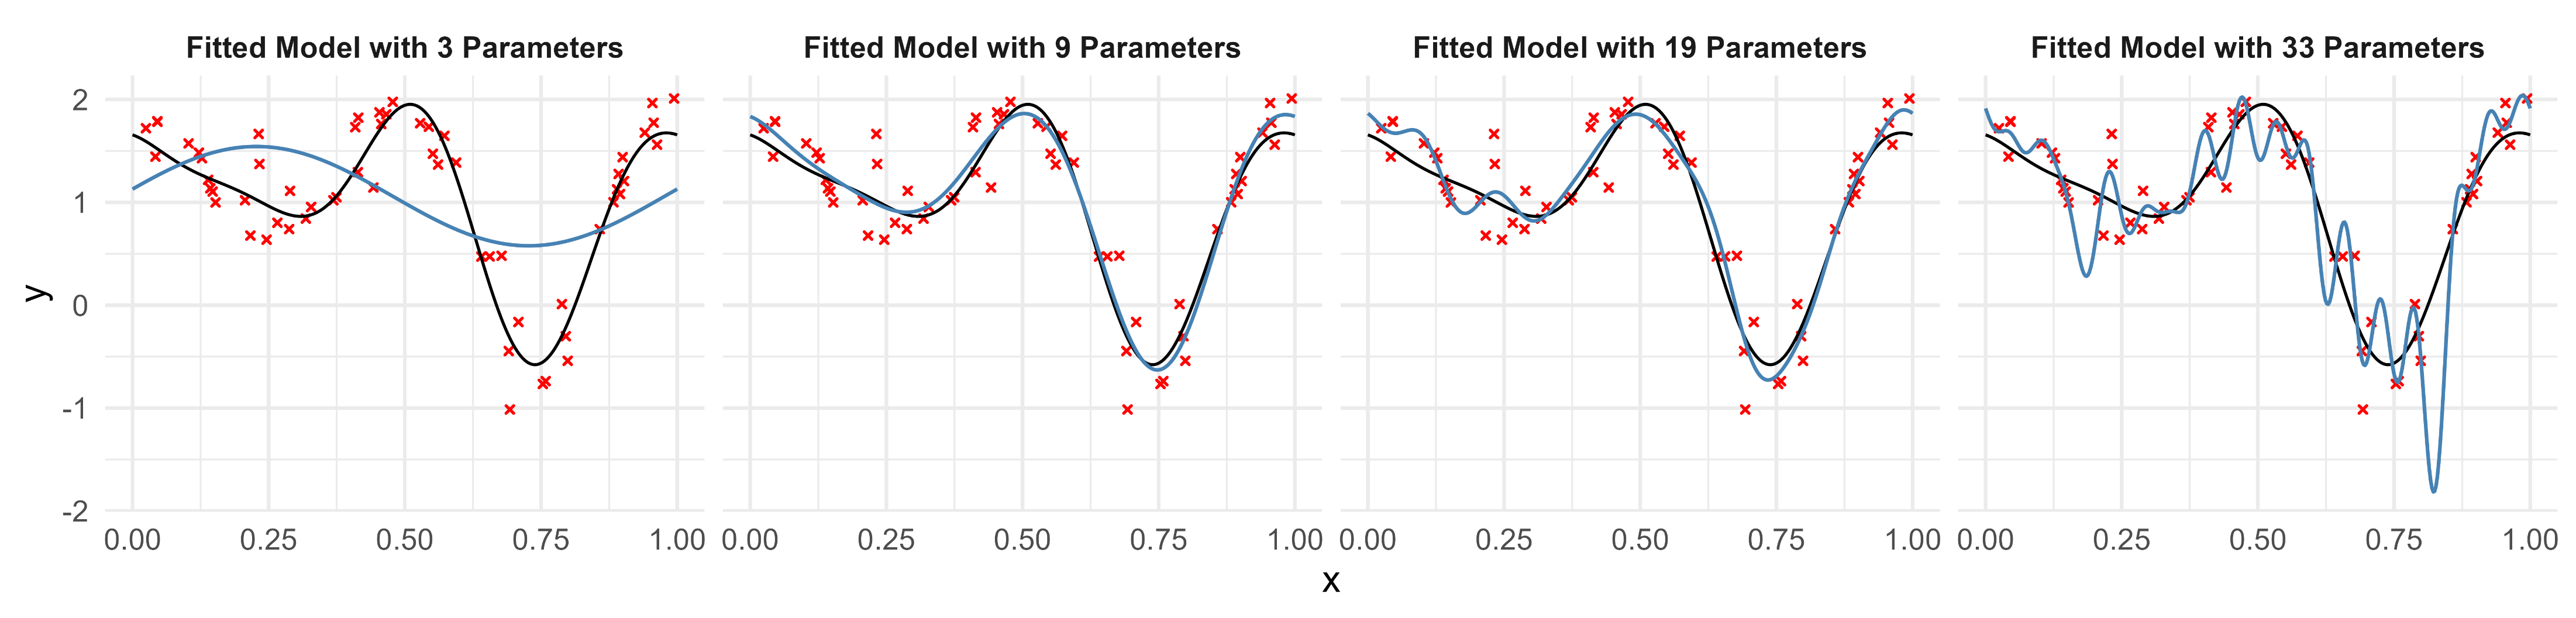 Fitted Model with 3 Parameters
Fitted Model with 9 Parameters
Fitted Model with 19 Parameters
Fitted Model with 33 Parameters
y
2
1
0
-1
-2
0.00 0.25 0.50 0.75 1.00
0.00 0.25 0.50 0.75 1.00
0.00 0.25 0.50 0.75 1.00
0.00 0.25 0.50 0.75 1.00
x